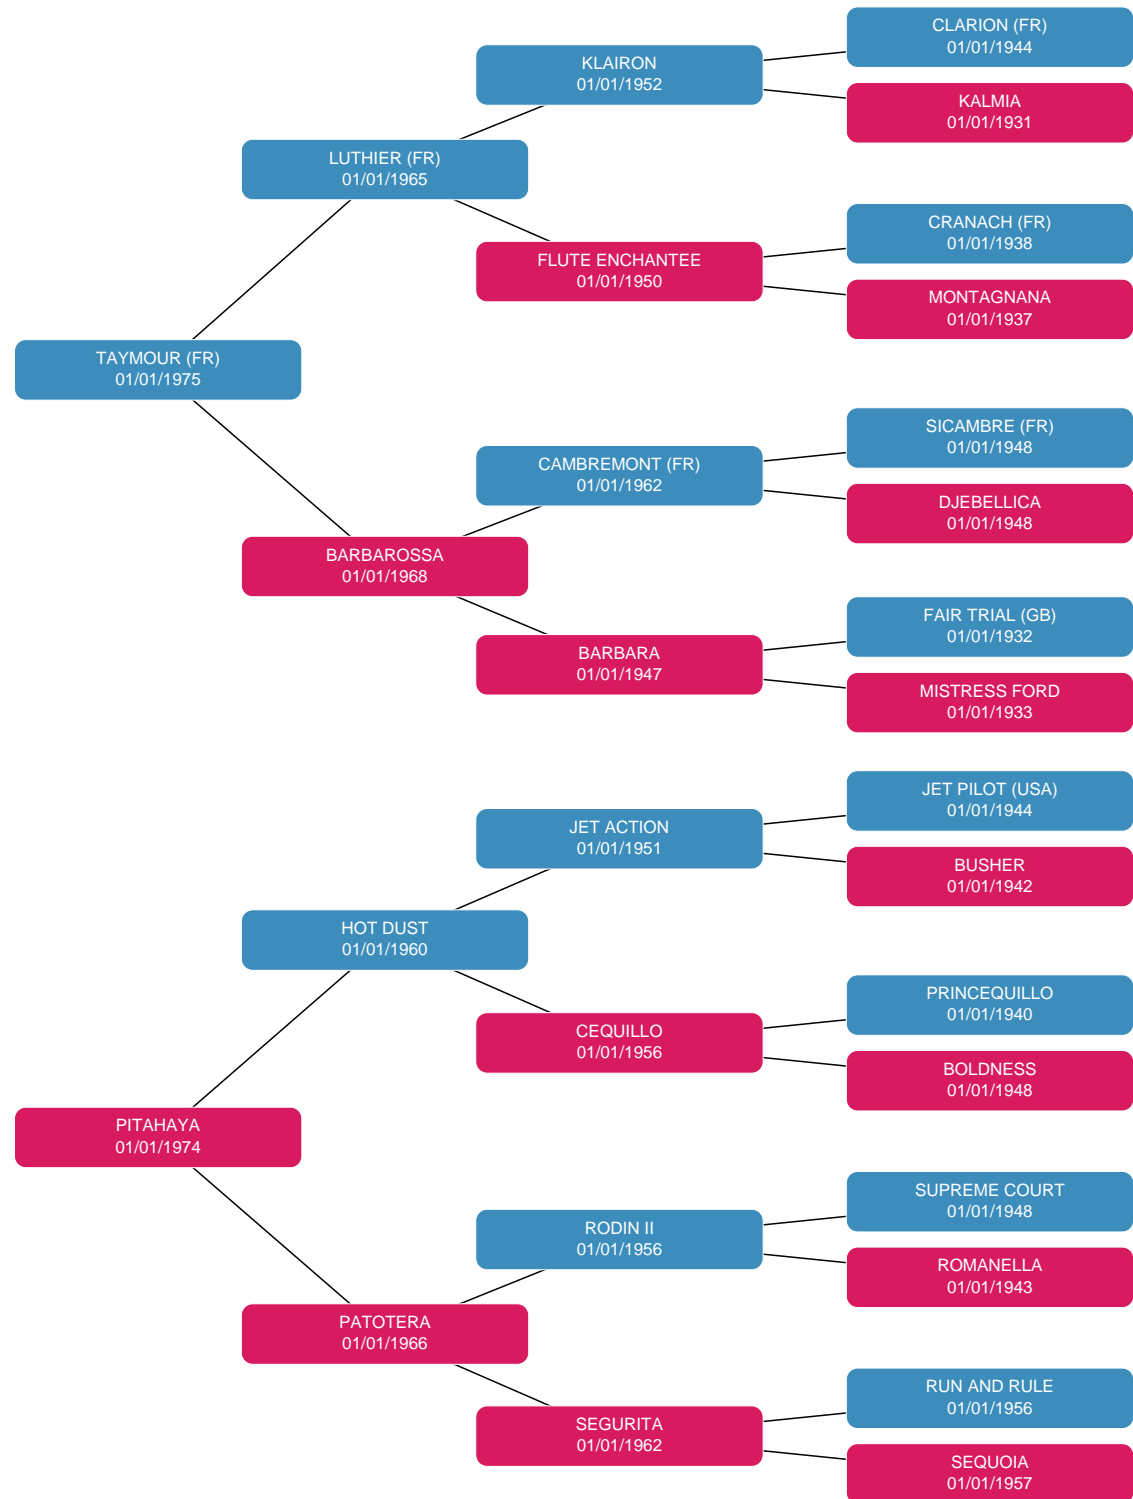 CLARION (FR)
01/01/1944
KLAIRON
01/01/1952
KALMIA
01/01/1931
LUTHIER (FR)
01/01/1965
CRANACH (FR)
01/01/1938
FLUTE ENCHANTEE
01/01/1950
MONTAGNANA
01/01/1937
TAYMOUR (FR)
01/01/1975
SICAMBRE (FR)
01/01/1948
CAMBREMONT (FR)
01/01/1962
DJEBELLICA
01/01/1948
BARBAROSSA
01/01/1968
FAIR TRIAL (GB)
01/01/1932
BARBARA
01/01/1947
MISTRESS FORD
01/01/1933
JET PILOT (USA)
01/01/1944
JET ACTION
01/01/1951
BUSHER
01/01/1942
HOT DUST
01/01/1960
PRINCEQUILLO
01/01/1940
CEQUILLO
01/01/1956
BOLDNESS
01/01/1948
PITAHAYA
01/01/1974
SUPREME COURT
01/01/1948
RODIN II
01/01/1956
ROMANELLA
01/01/1943
PATOTERA
01/01/1966
RUN AND RULE
01/01/1956
SEGURITA
01/01/1962
SEQUOIA
01/01/1957